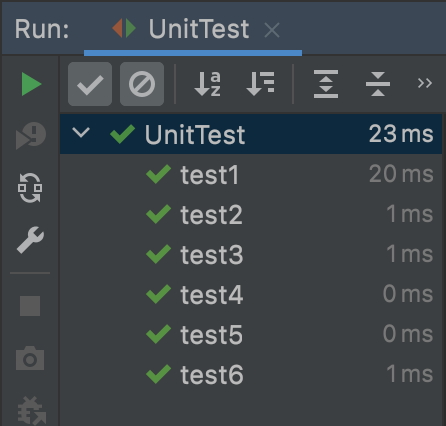 Run: UnitTest
UnitTest 23 ms
test1 20 ms
test2 1 ms
test3 1 ms
test4 0 ms
test5 0 ms
test6 1 ms